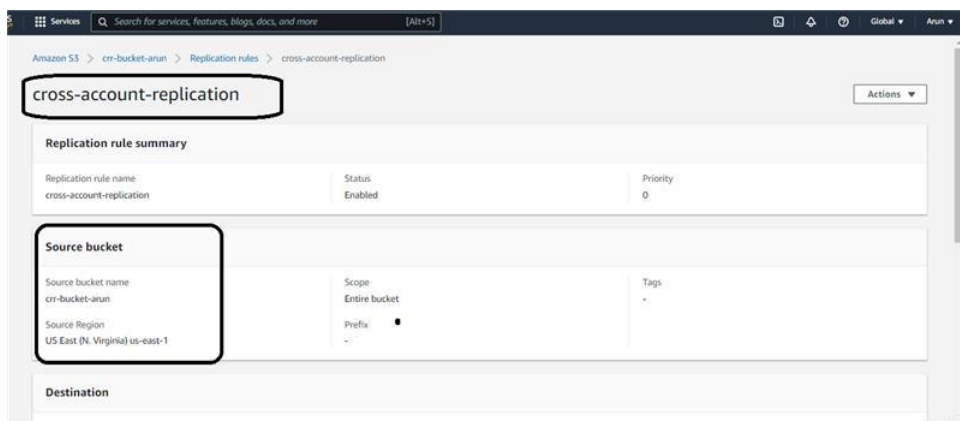 Services Search for services, features, blogs, docs, and more [Alt+S] Global Arun
Amazon S3 > crr-bucket-arun > Replication rules > cross-account-replication
cross-account-replication
Actions
Replication rule summary
Replication rule name Status Priority
cross-account-replication Enabled 0
Source bucket
Source bucket name Scope Tags
crr-bucket-arun Entire bucket -
Source Region Prefix
US East (N. Virginia) us-east-1 -
Destination